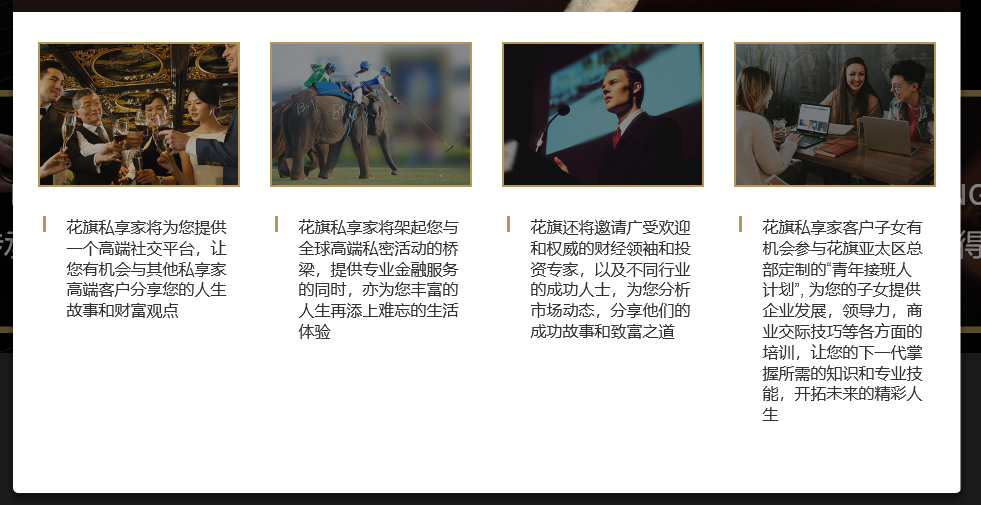 花旗私享家将为您提供
一个高端社交平台，让
您有机会与其他私享家
高端客户分享您的人生
故事和财富观点
花旗私享家将架起您与
全球高端私密活动的桥
梁，提供专业金融服务
的同时，亦为您丰富的
人生再添上难忘的生活
体验
花旗还将邀请广受欢迎
和权威的财经领袖和投
资专家，以及不同行业
的成功人士，为您分析
市场动态，分享他们的
成功故事和致富之道
花旗私享家客户子女有
机会参与花旗亚太区总
部定制的“青年接班人
计划”, 为您的子女提供
企业发展，领导力，商
业交际技巧等各方面的
培训，让您的下一代掌
握所需的知识和专业技
能，开拓未来的精彩人
生
NG
得